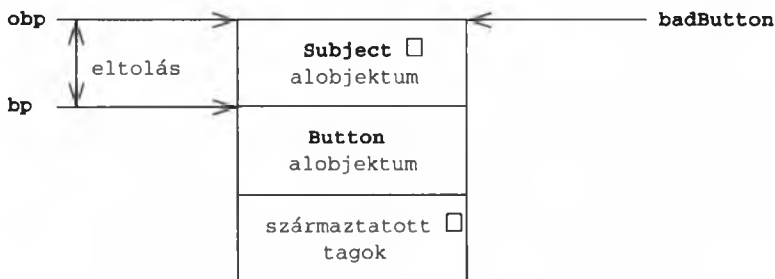 obp
badButton
Subject
alobjektum
eltolás
bp
Button
alobjektum
származtatott
tagok